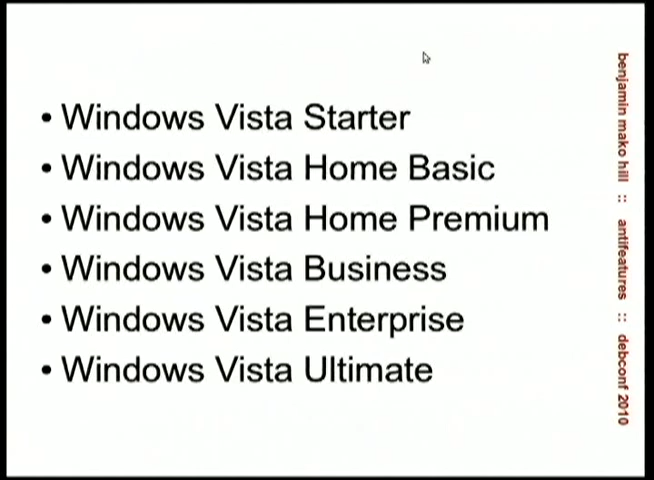 • Windows Vista Starter
• Windows Vista Home Basic
• Windows Vista Home Premium
• Windows Vista Business
• Windows Vista Enterprise
• Windows Vista Ultimate
benjamin mako hill :: antifeatures :: debconf 2010